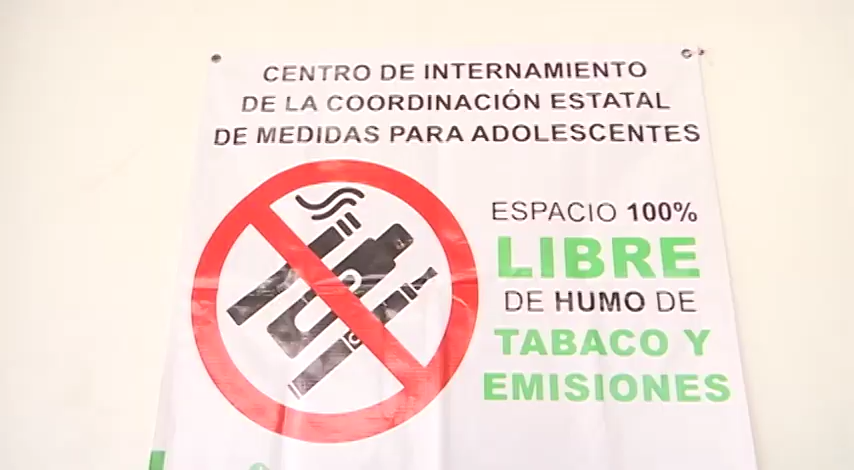 CENTRO DE INTERNAMIENTO
DE LA COORDINACIÓN ESTATAL
DE MEDIDAS PARA ADOLESCENTES
ESPACIO 100%
LIBRE
DE HUMO DE
TABACO Y
EMISIONES